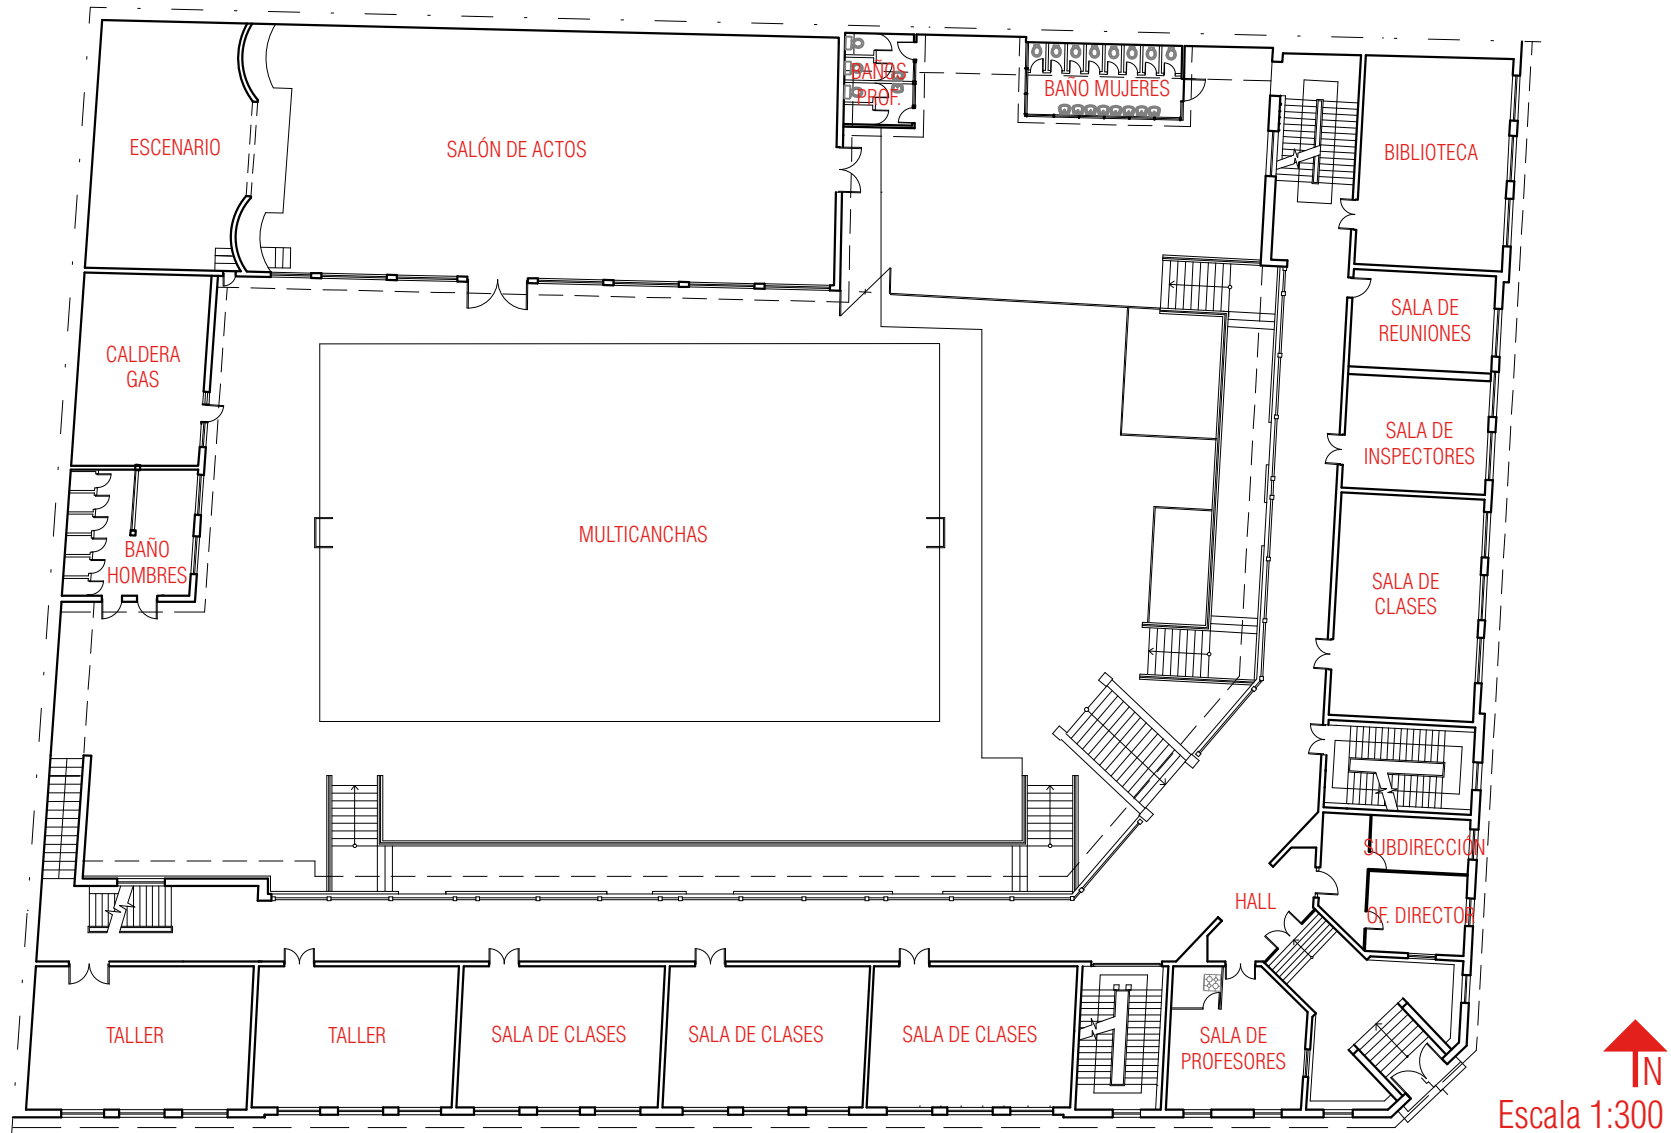 BAÑOS
PROF.
BAÑO MUJERES
ESCENARIO
SALÓN DE ACTOS
BIBLIOTECA
SALA DE
REUNIONES
CALDERA
GAS
SALA DE
INSPECTORES
MULTICANCHAS
BAÑO
HOMBRES
SALA DE
CLASES
SUBDIRECCIÓN
HALL
OF. DIRECTOR
TALLER
TALLER
SALA DE CLASES
SALA DE CLASES
SALA DE CLASES
SALA DE
PROFESORES
N
Escala 1:300